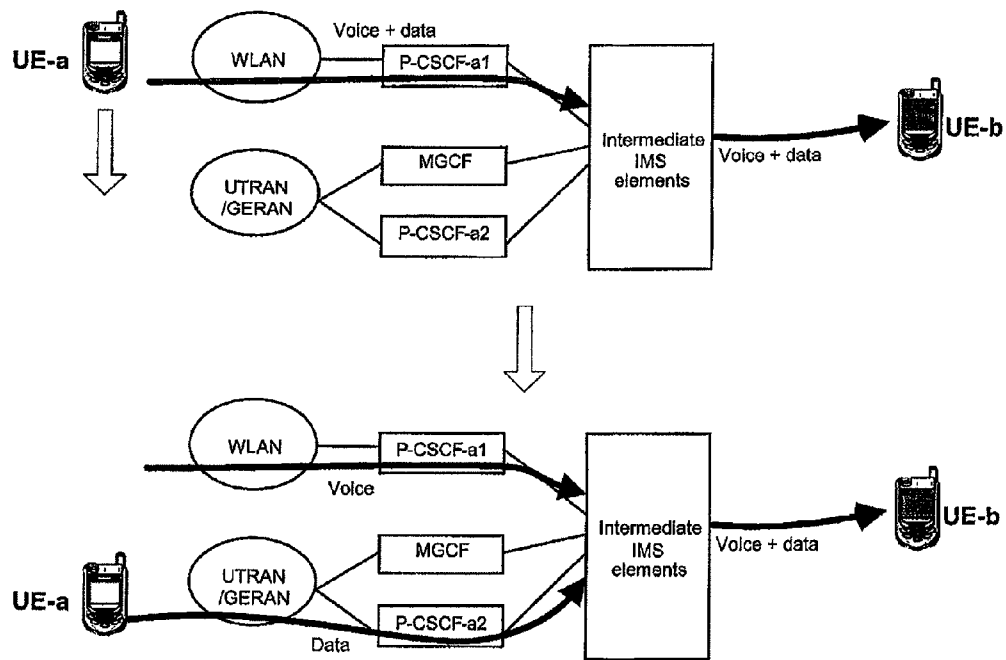 Voice + data
UE-a
WLAN
P-CSCF-a1
UE-b
Intermediate
IMS
elements
Voice + data
MGCF
UTRAN
/GERAN
P-CSCF-a2
WLAN
P-CSCF-a1
Voice
UE-b
Intermediate
IMS
elements
Voice + data
MGCF
UTRAN
/GERAN
UE-a
P-CSCF-a2
Data